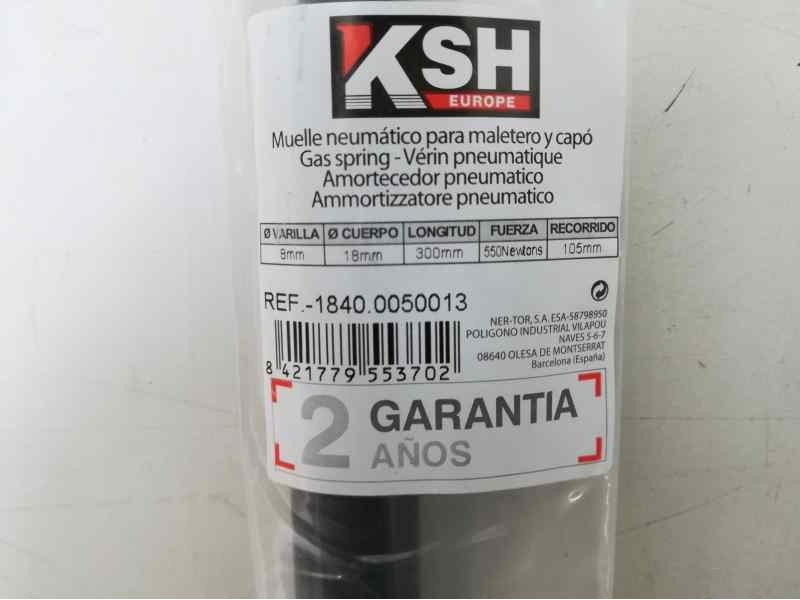 KSH
EUROPE
Muelle neumático para maletero y capó
Gas spring - Vérin pneumatique
Amortecedor pneumatico
Ammortizzatore pneumatico
Ø VARILLA Ø CUERPO LONGITUD FUERZA RECORRIDO
8mm 18mm 300mm 550Newtons 105mm
REF.-1840.0050013
NER-TOR, S.A. ESA-58798950
POLIGONO INDUSTRIAL VILAPOU
NAVES 5-6-7
08640 OLESA DE MONTSERRAT
Barcelona (España)
8 421779 553702
2 GARANTIA
AÑOS